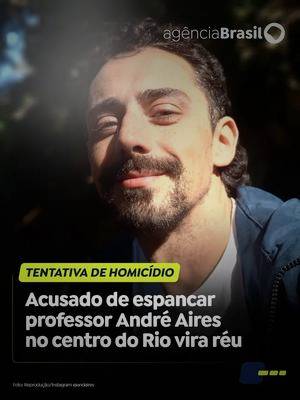 agênciaBrasil
TENTATIVA DE HOMICÍDIO
Acusado de espancar
professor André Aires
no centro do Rio vira réu
Foto: Reprodução/Instagram